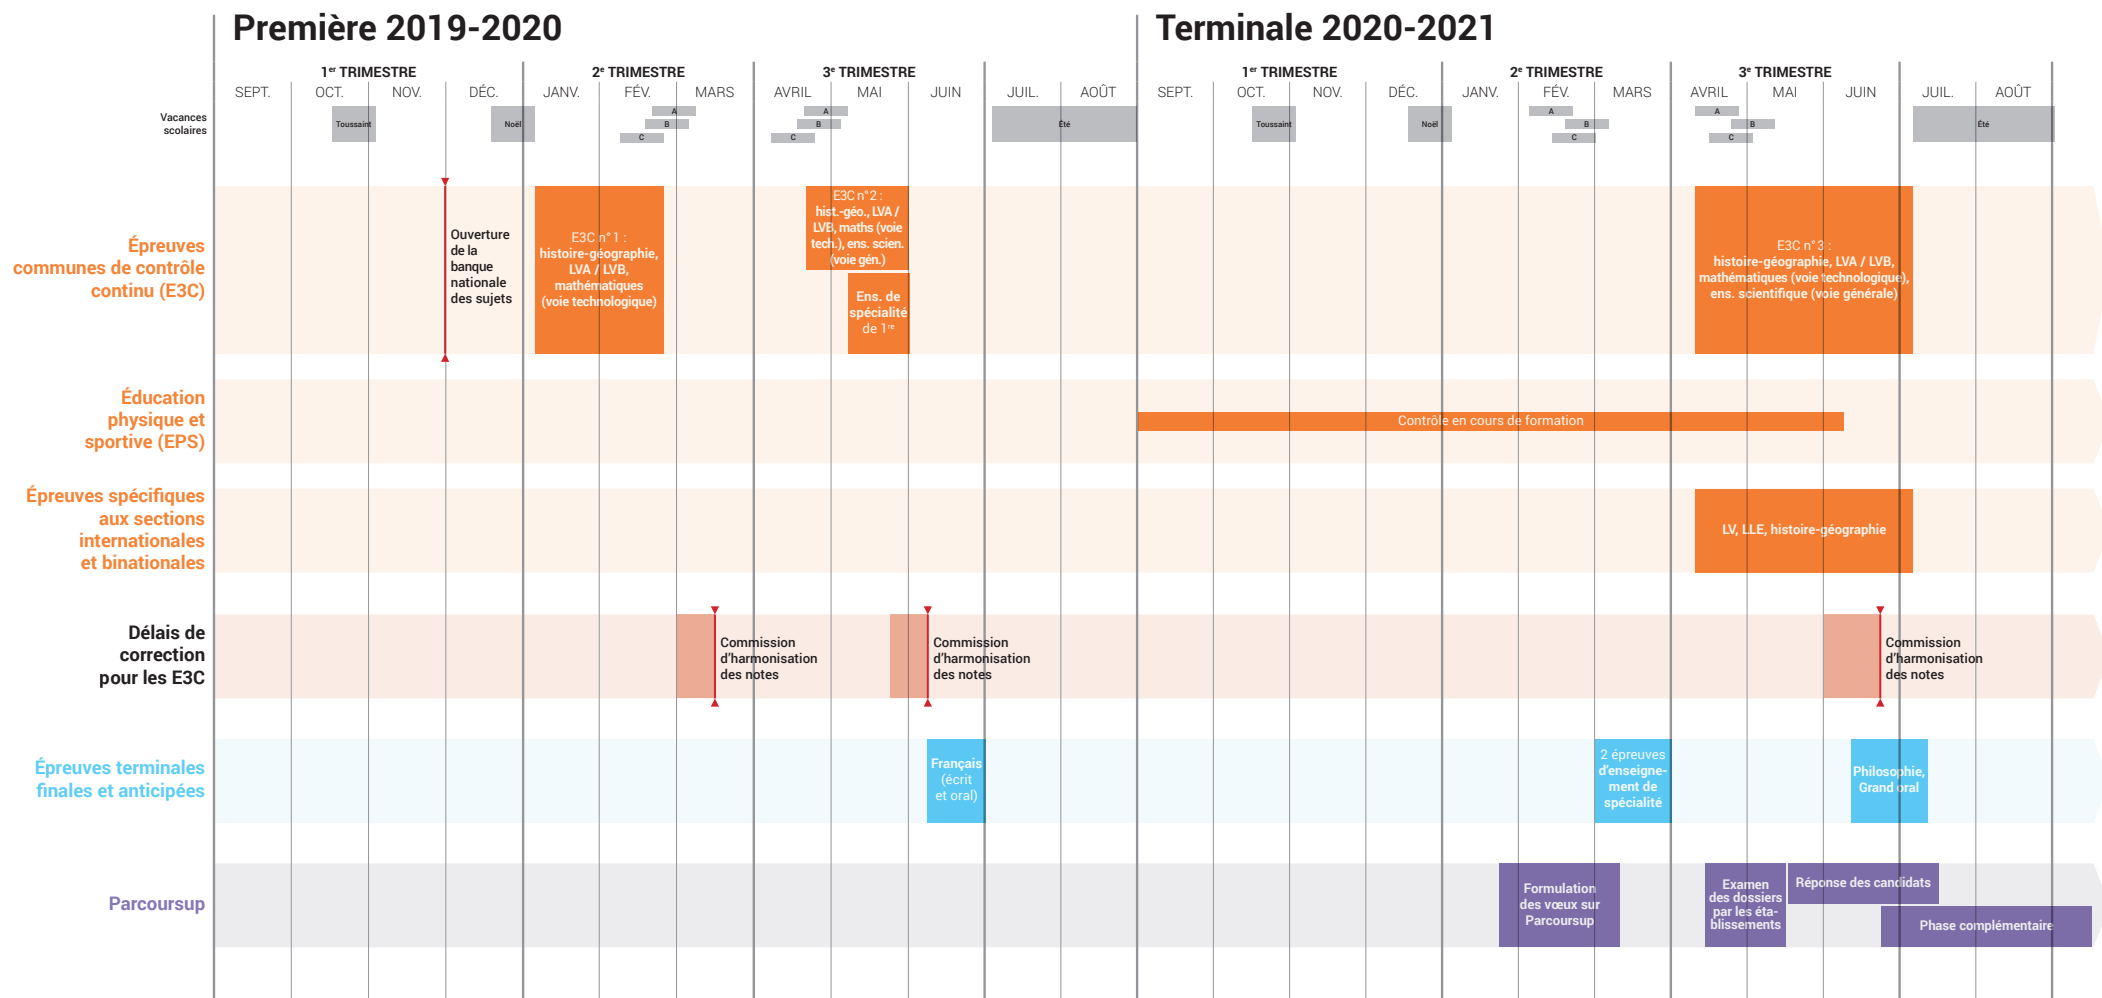 Première 2019-2020
Terminale 2020-2021
1er TRIMESTRE
2e TRIMESTRE
3e TRIMESTRE
1er TRIMESTRE
2e TRIMESTRE
3e TRIMESTRE
SEPT. OCT. NOV. DÉC. JANV. FÉV. MARS AVRIL MAI JUIN JUIL. AOÛT SEPT. OCT. NOV. DÉC. JANV. FÉV. MARS AVRIL MAI JUIN JUIL. AOÛT
Vacances
scolaires
Toussaint
Noël
A
B
C
A
B
C
Été
Toussaint
Noël
A
B
C
A
B
C
Été
Épreuves
communes de contrôle
continu (E3C)
Ouverture
de la
banque
nationale
des sujets
E3C n°1 :
histoire-géographie,
LVA / LVB,
mathématiques
(voie technologique)
E3C n°2 :
hist.-géo., LVA /
LVB, maths (voie
tech.), ens. scien.
(voie gén.)
Ens. de
spécialité
de 1re
E3C n°3 :
histoire-géographie, LVA / LVB,
mathématiques (voie technologique),
ens. scientifique (voie générale)
Éducation
physique et
sportive (EPS)
Contrôle en cours de formation
Épreuves spécifiques
aux sections
internationales
et binationales
LV, LLE, histoire-géographie
Délais de
correction
pour les E3C
Commission
d'harmonisation
des notes
Commission
d'harmonisation
des notes
Commission
d'harmonisation
des notes
Épreuves terminales
finales et anticipées
Français
(écrit
et oral)
2 épreuves
d'enseigne-
ment de
spécialité
Philosophie,
Grand oral
Parcoursup
Formulation
des vœux sur
Parcoursup
Examen
des dossiers
par les éta-
blissements
Réponse des candidats
Phase complémentaire